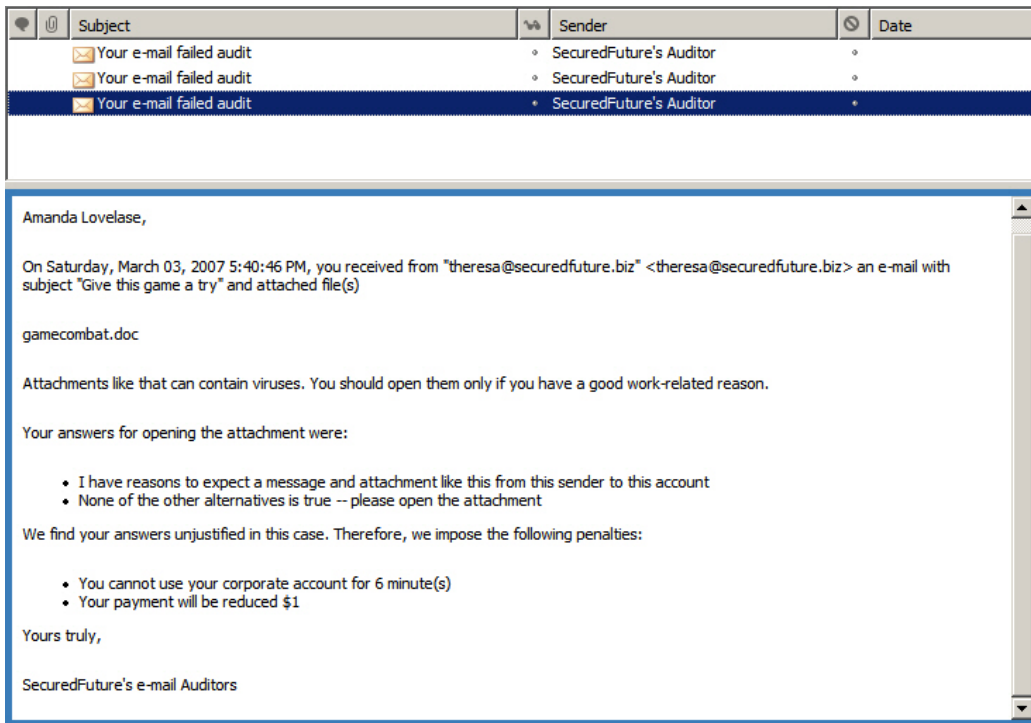 Subject Sender Date
Your e-mail failed audit SecuredFuture's Auditor
Your e-mail failed audit SecuredFuture's Auditor
Your e-mail failed audit SecuredFuture's Auditor
Amanda Lovelase,
On Saturday, March 03, 2007 5:40:46 PM, you received from "theresa@securedfuture.biz" <theresa@securedfuture.biz> an e-mail with
subject "Give this game a try" and attached file(s)
gamecombat.doc
Attachments like that can contain viruses. You should open them only if you have a good work-related reason.
Your answers for opening the attachment were:
• I have reasons to expect a message and attachment like this from this sender to this account
• None of the other alternatives is true -- please open the attachment
We find your answers unjustified in this case. Therefore, we impose the following penalties:
• You cannot use your corporate account for 6 minute(s)
• Your payment will be reduced $1
Yours truly,
SecuredFuture's e-mail Auditors